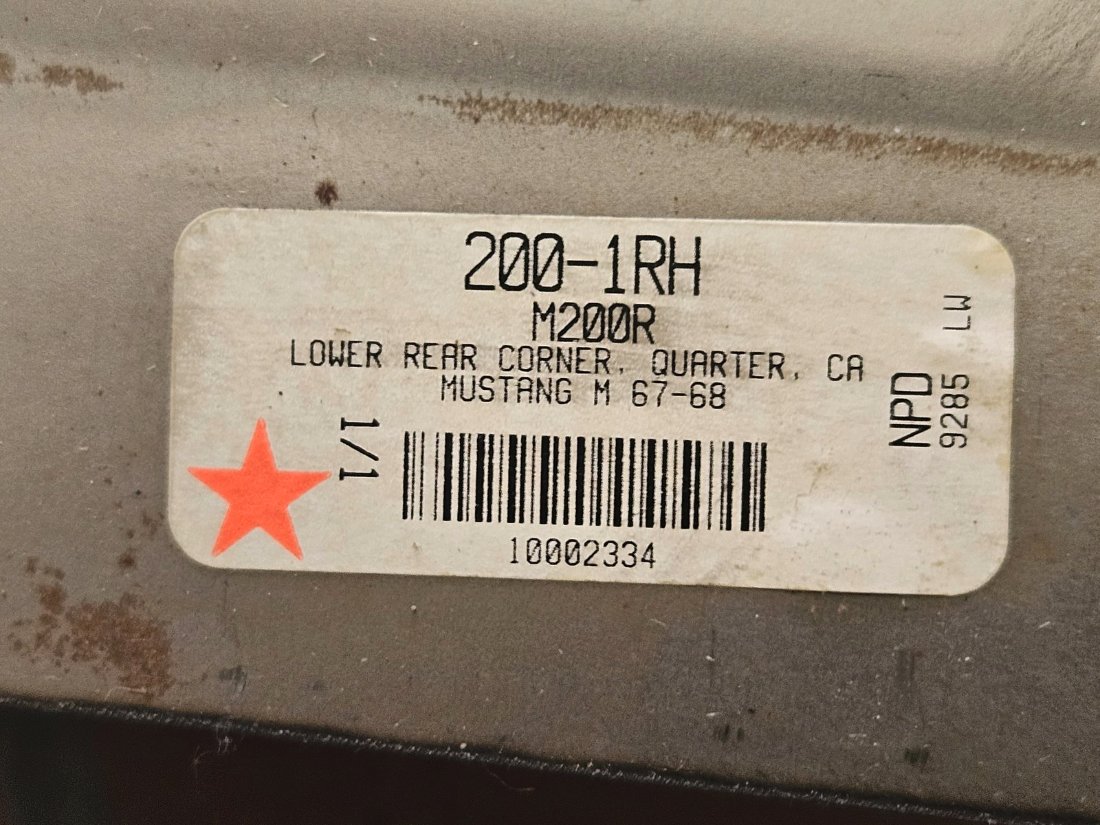 200-1RH
M200R
LOWER REAR CORNER, QUARTER, CA
MUSTANG M 67-68
1/1
10002334
NPD
9285 LW